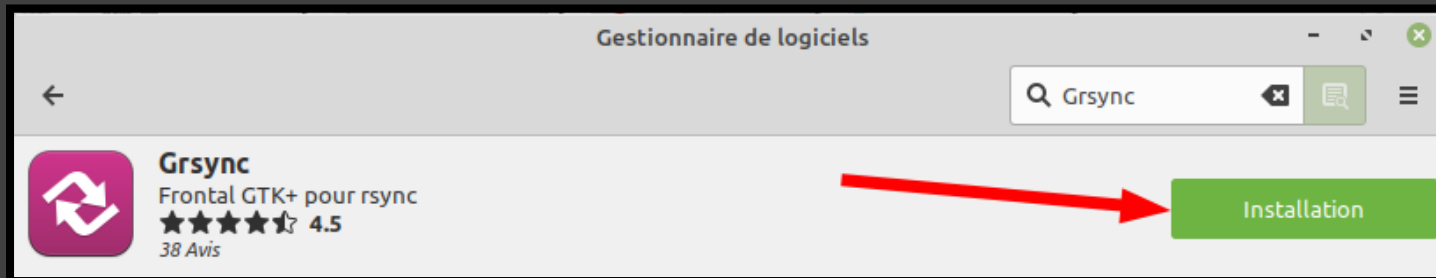 Gestionnaire de logiciels
Grsync
Grsync
Frontal GTK+ pour rsync
4.5
38 Avis
Installation